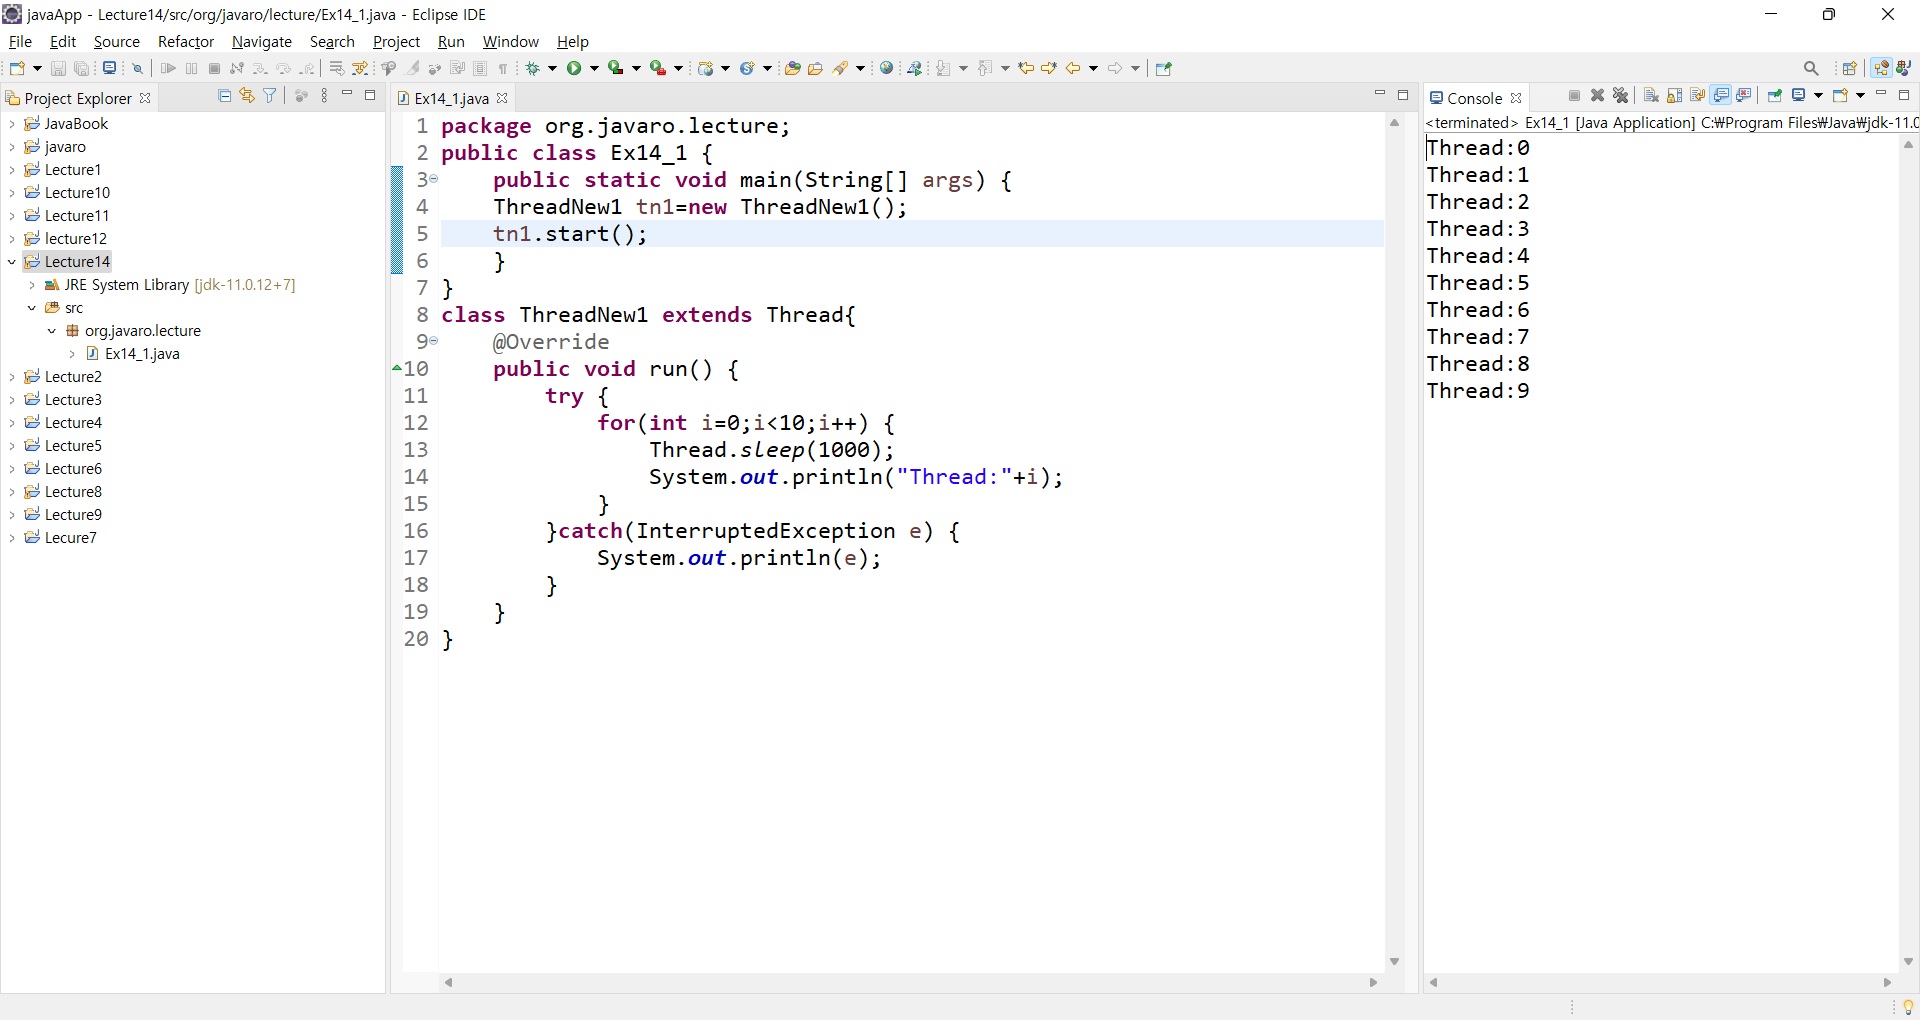 javaApp - Lecture14/src/org/javaro/lecture/Ex14_1.java - Eclipse IDE
File Edit Source Refactor Navigate Search Project Run Window Help
Project Explorer
JavaBook
javaro
Lecture1
Lecture10
Lecture11
lecture12
Lecture14
JRE System Library [jdk-11.0.12+7]
src
org.javaro.lecture
Ex14_1.java
Lecture2
Lecture3
Lecture4
Lecture5
Lecture6
Lecture8
Lecture9
Lecure7
Ex14_1.java
1 package org.javaro.lecture;
2 public class Ex14_1 {
3 public static void main(String[] args) {
4 ThreadNew1 tn1=new ThreadNew1();
5 tn1.start();
6 }
7 }
8 class ThreadNew1 extends Thread{
9 @Override
10 public void run() {
11 try {
12 for(int i=0;i<10;i++) {
13 Thread.sleep(1000);
14 System.out.println("Thread:"+i);
15 }
16 }catch(InterruptedException e) {
17 System.out.println(e);
18 }
19 }
20 }
Console
<terminated> Ex14_1 [Java Application] C:₩Program Files₩Java₩jdk-11.0
Thread:0
Thread:1
Thread:2
Thread:3
Thread:4
Thread:5
Thread:6
Thread:7
Thread:8
Thread:9